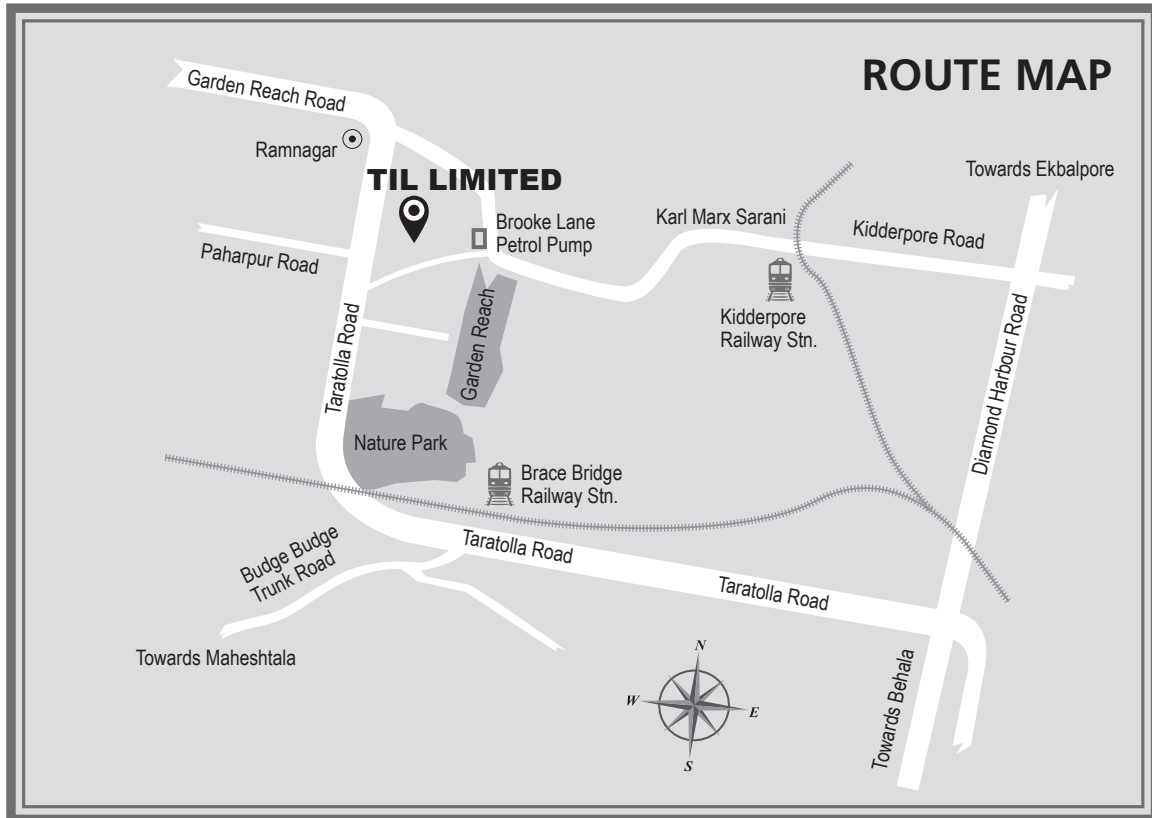 ROUTE MAP
Garden Reach Road
Ramnagar
TIL LIMITED
Towards Ekbalpore
Brooke Lane
Petrol Pump
Karl Marx Sarani
Kidderpore Road
Paharpur Road
Kidderpore
Railway Stn.
Garden Reach
Taratolla Road
Diamond Harbour Road
Nature Park
Brace Bridge
Railway Stn.
Budge Budge
Trunk Road
Taratolla Road
Taratolla Road
Towards Maheshtala
Towards Behala
N
W
E
S